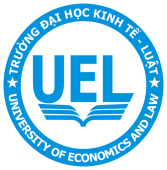 TRƯỜNG ĐẠI HỌC KINH TẾ - LUẬT
UEL
UNIVERSITY OF ECONOMICS AND LAW